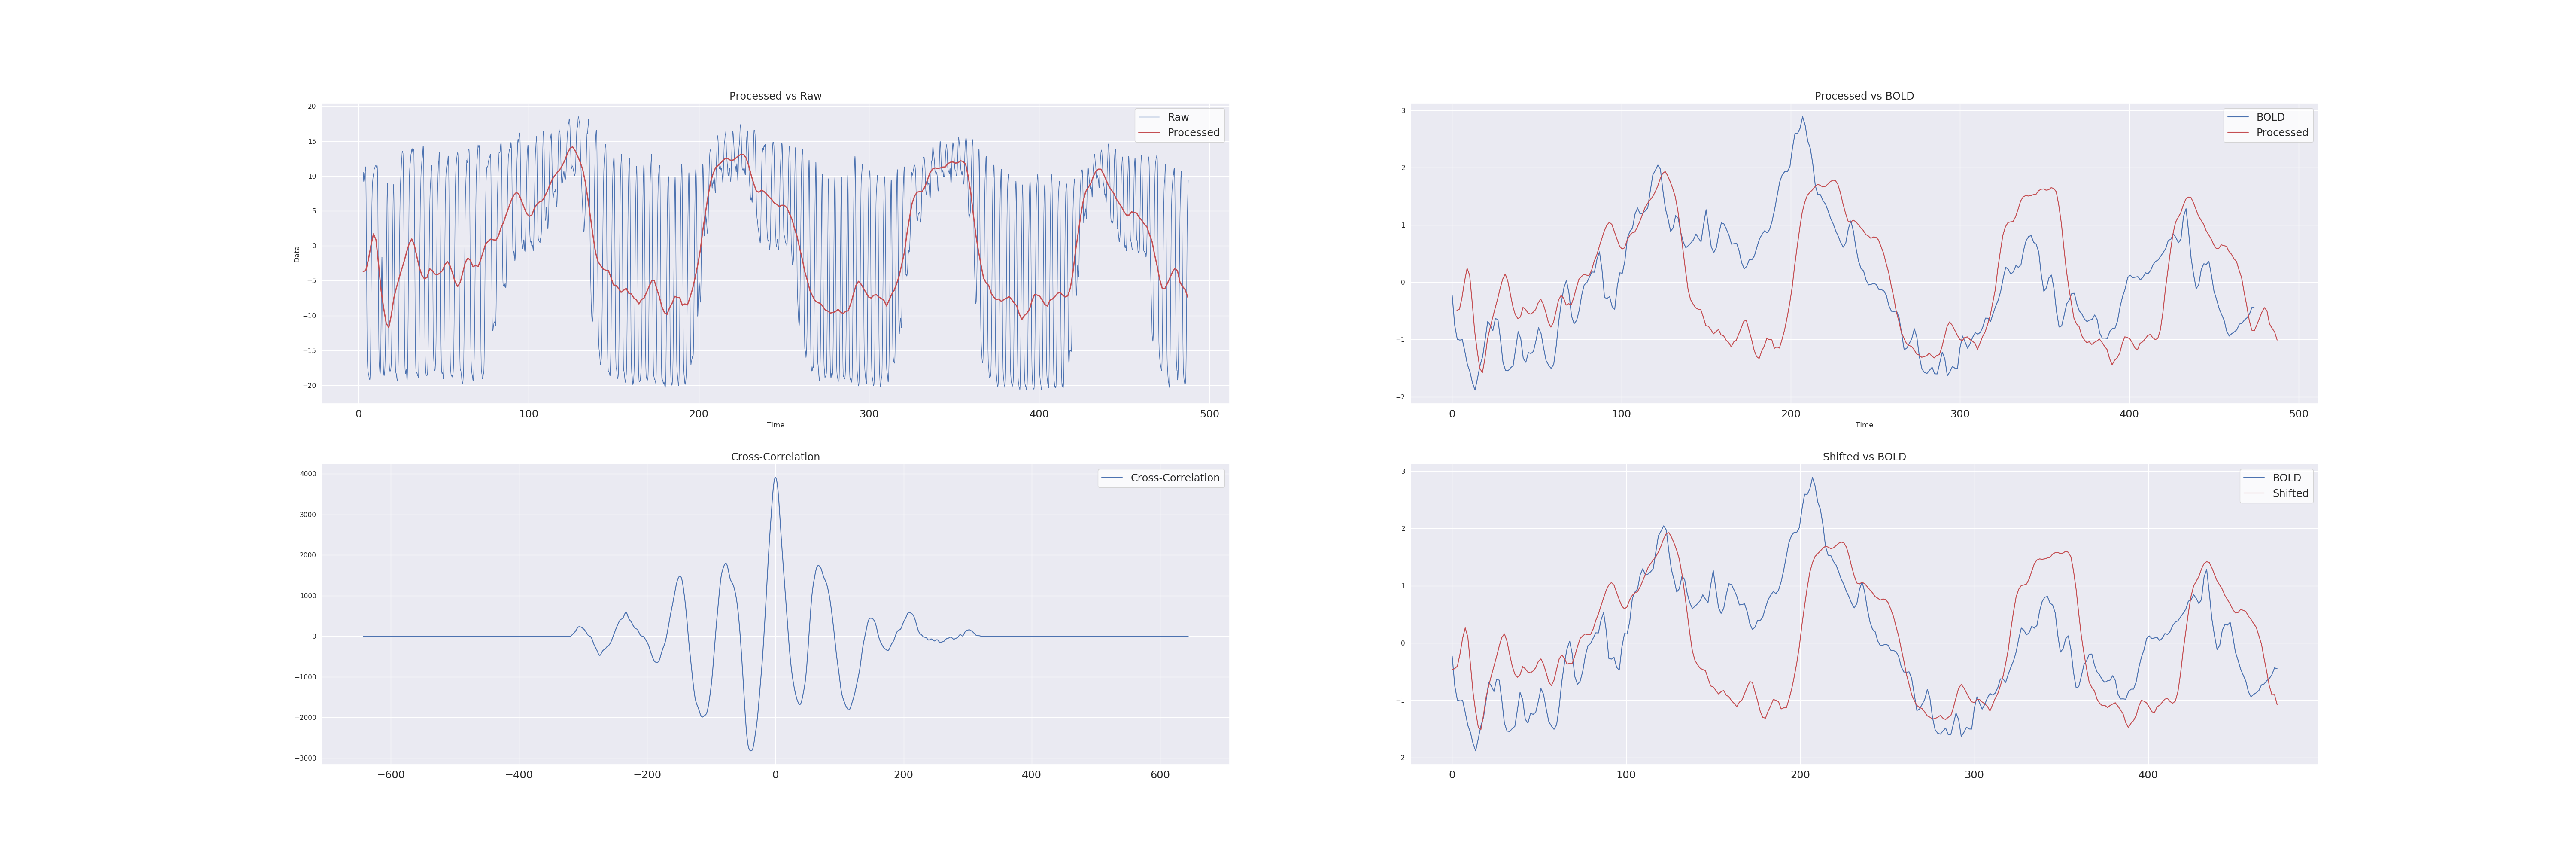 Processed vs Raw
20
15
10
5
0
−5
−10
−15
−20
Data
Raw
Processed
0 100 200 300 400 500
Time
Processed vs BOLD
3
2
1
0
−1
−2
BOLD
Processed
0 100 200 300 400 500
Time
Cross-Correlation
4000
3000
2000
1000
0
−1000
−2000
−3000
Cross-Correlation
−600 −400 −200 0 200 400 600
Shifted vs BOLD
3
2
1
0
−1
−2
BOLD
Shifted
0 100 200 300 400